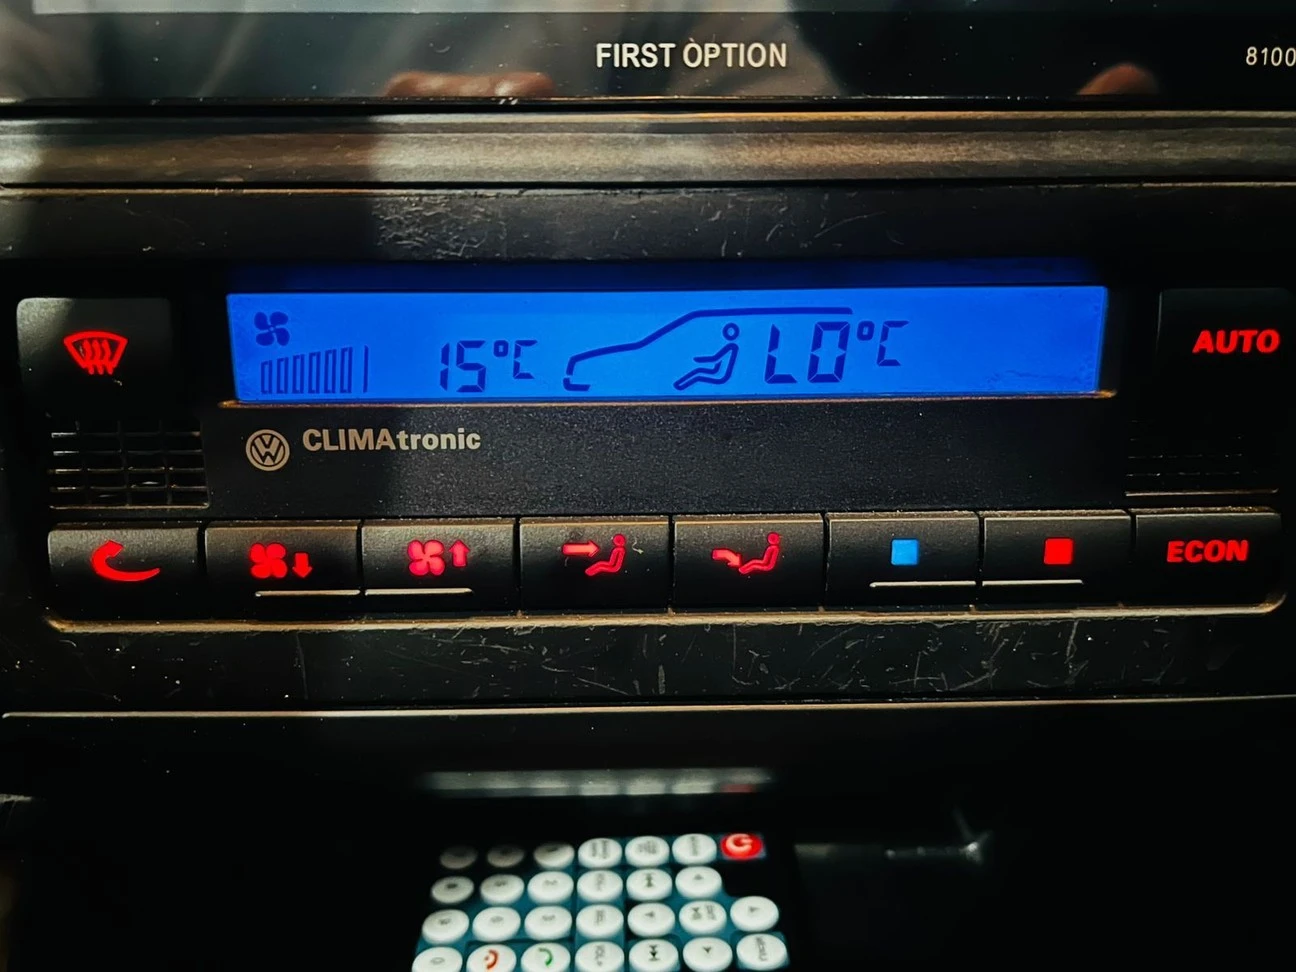 FIRST OPTION
8100
AUTO
15°C
LO°C
CLIMAtronic
ECON